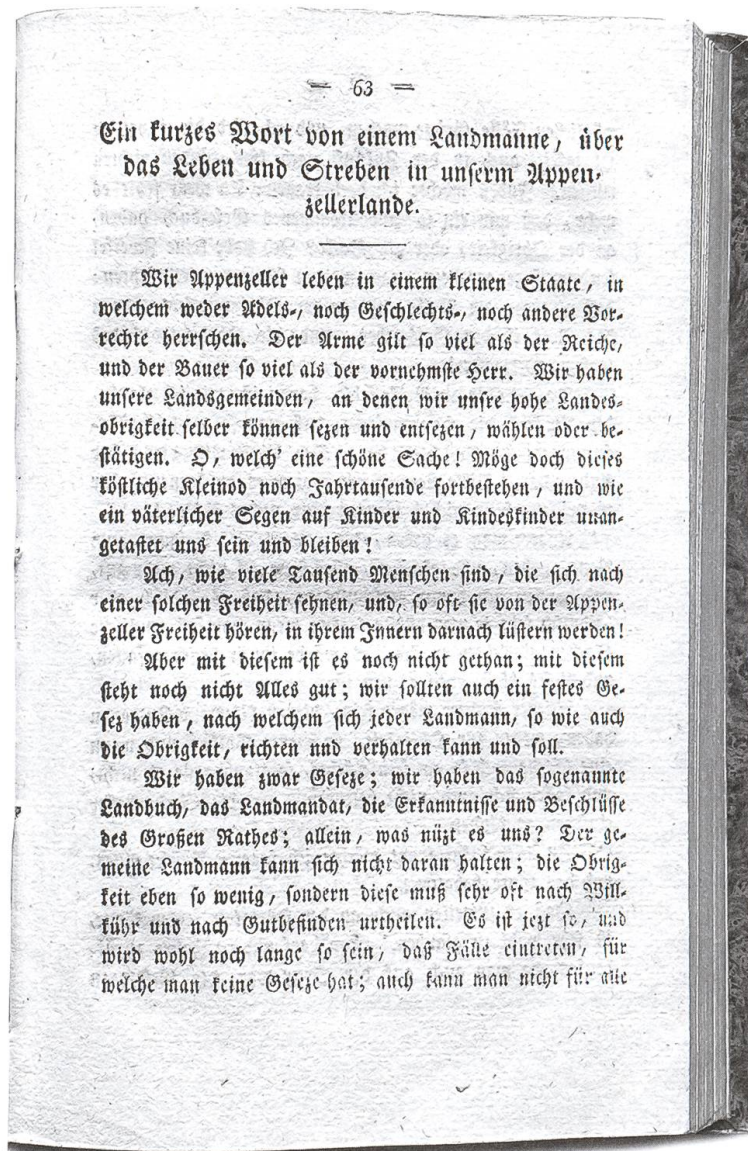 = 63 =
Ein kurzes Wort von einem Landmanne, über
das Leben und Streben in unserm Appen-
zellerlande.
Wir Appenzeller leben in einem kleinen Staate, in
welchem weder Adels-, noch Geschlechts-, noch andere Vor-
rechte herrschen. Der Arme gilt so viel als der Reiche,
und der Bauer so viel als der vornehmste Herr. Wir haben
unsere Landsgemeinden, an denen wir unsre hohe Landes-
obrigkeit selber können sezen und entsezen, wählen oder be-
stätigen. O, welch' eine schöne Sache! Möge doch dieses
köstliche Kleinod noch Jahrtausende fortbestehen, und wie
ein väterlicher Segen auf Kinder und Kindeskinder unan-
getastet uns sein und bleiben!
Ach, wie viele Tausend Menschen sind, die sich nach
einer solchen Freiheit sehnen, und, so oft sie von der Appen-
zeller Freiheit hören, in ihrem Innern darnach lüstern werden!
Aber mit diesem ist es noch nicht gethan; mit diesem
steht noch nicht Alles gut; wir sollten auch ein festes Ge-
sez haben, nach welchem sich jeder Landmann, so wie auch
die Obrigkeit, richten nnd verhalten kann und soll.
Wir haben zwar Geseze; wir haben das sogenannte
Landbuch, das Landmandat, die Erkanntnisse und Beschlüsse
des Großen Rathes; allein, was nüzt es uns? Der ge-
meine Landmann kann sich nicht daran halten; die Obrig-
keit eben so wenig, sondern diese muß sehr oft nach Will-
kühr und nach Gutbefinden urtheilen. Es ist jezt so, und
wird wohl noch lange so sein, daß Fälle eintreten, für
welche man keine Geseze hat; auch kann man nicht für alle